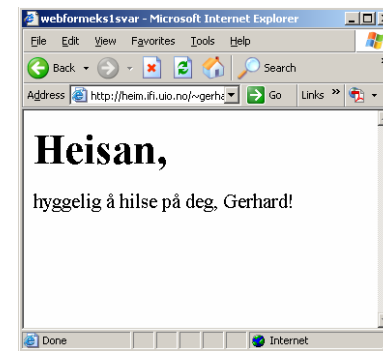 webformeks1svar - Microsoft Internet Explorer
File Edit View Favorites Tools Help
Back Search
Address http://heim.ifi.uio.no/~gerha Go Links »
Heisan,
hyggelig å hilse på deg, Gerhard!
Done Internet